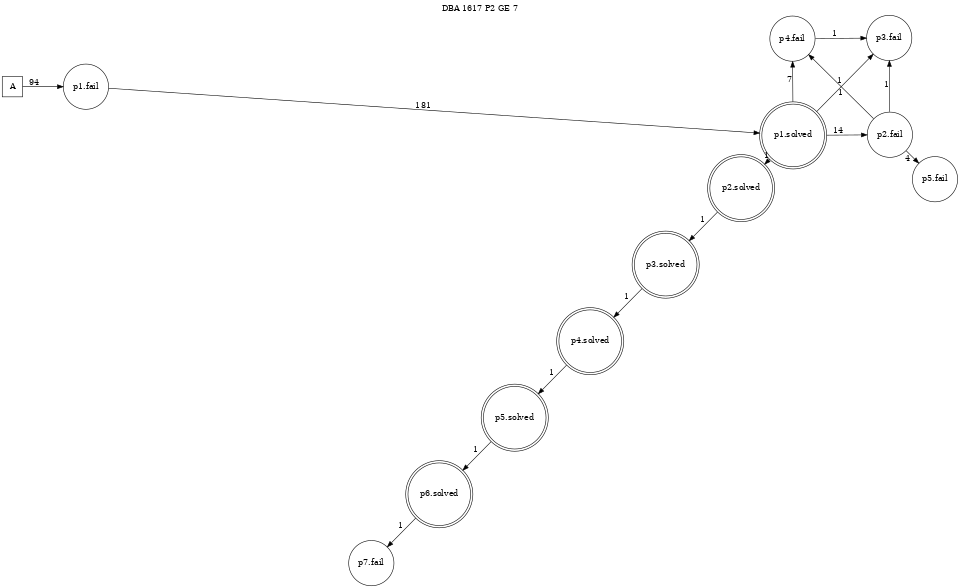 DBA 1617 P2 GE 7
p4.fail
1
p3.fail
A
94
p1.fail
7
1
1
1
181
p1.solved
14
p2.fail
1
4
p5.fail
p2.solved
1
p3.solved
1
p4.solved
1
p5.solved
1
p6.solved
1
p7.fail